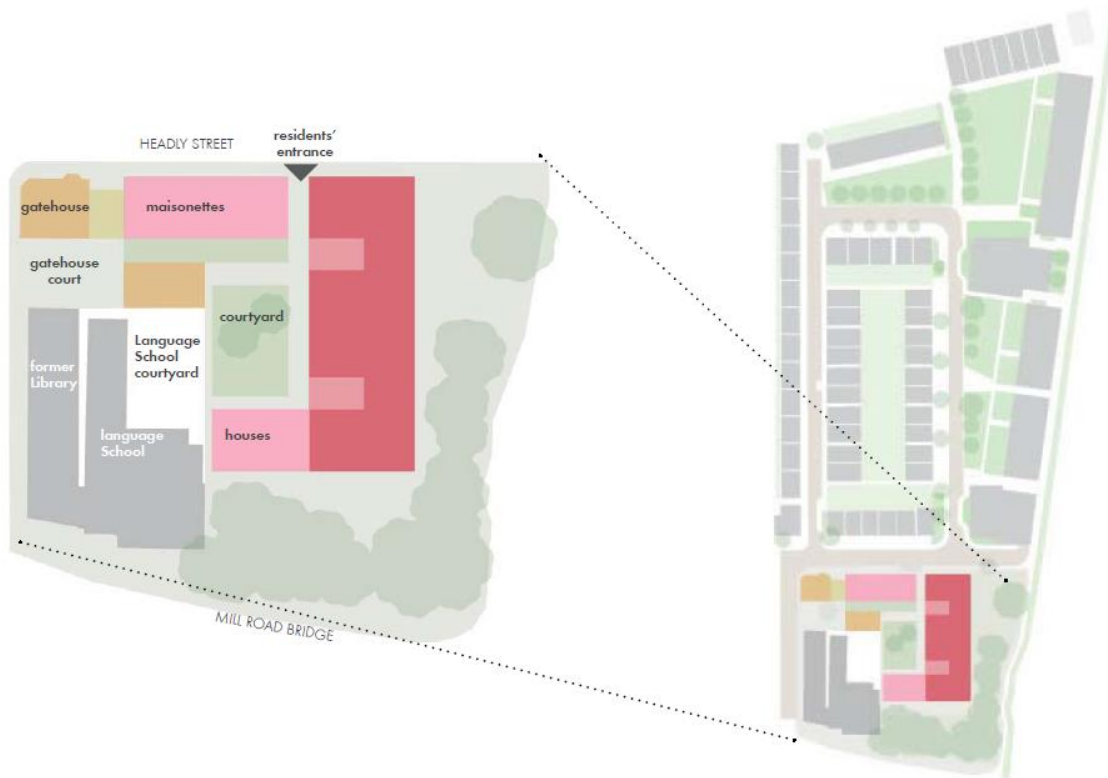 HEADLY STREET
residents'
entrance
gatehouse
maisonettes
gatehouse
court
courtyard
Language
School
courtyard
former
Library
language
School
houses
MILL ROAD BRIDGE